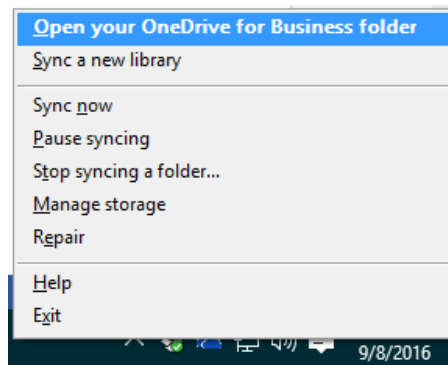 Open your OneDrive for Business folder
Sync a new library
Sync now
Pause syncing
Stop syncing a folder...
Manage storage
Repair
Help
Exit
9/8/2016